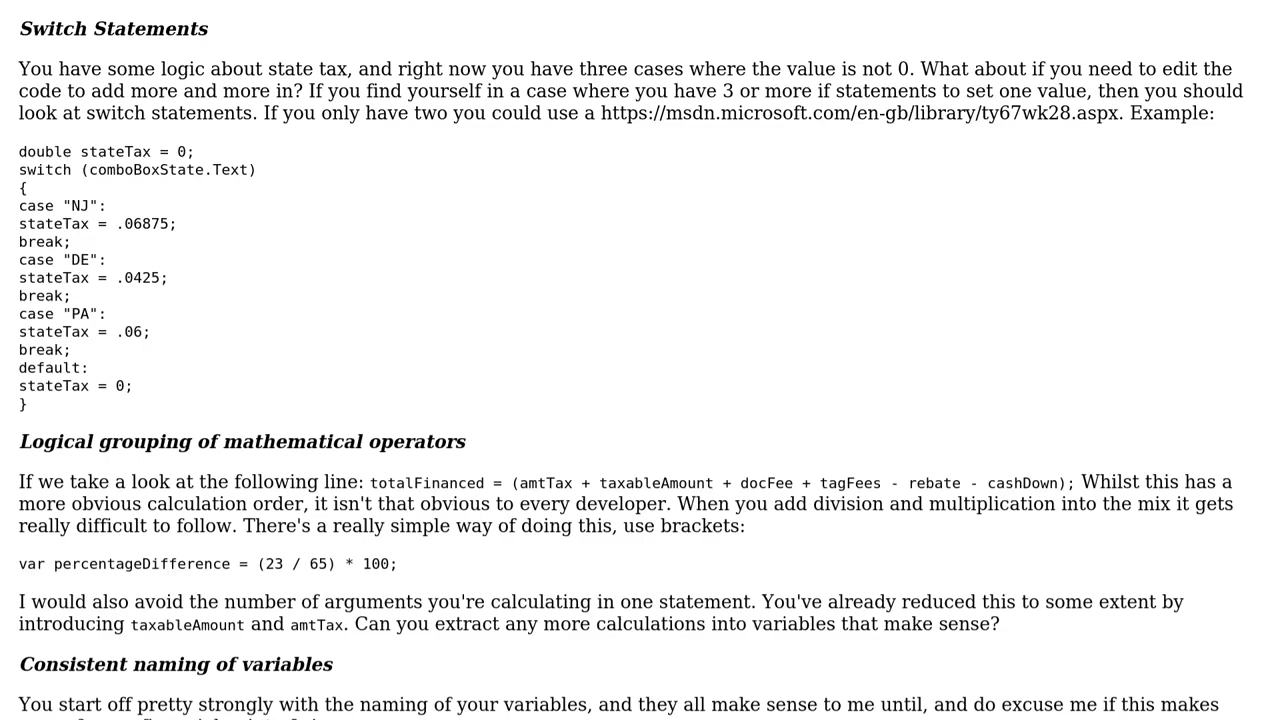 Switch Statements
You have some logic about state tax, and right now you have three cases where the value is not 0. What about if you need to edit the
code to add more and more in? If you find yourself in a case where you have 3 or more if statements to set one value, then you should
look at switch statements. If you only have two you could use a https://msdn.microsoft.com/en-gb/library/ty67wk28.aspx. Example:
double stateTax = 0;
switch (comboBoxState.Text)
{
case "NJ":
stateTax = .06875;
break;
case "DE":
stateTax = .0425;
break;
case "PA":
stateTax = .06;
break;
default:
stateTax = 0;
}
Logical grouping of mathematical operators
If we take a look at the following line: totalFinanced = (amtTax + taxableAmount + docFee + tagFees - rebate - cashDown); Whilst this has a
more obvious calculation order, it isn't that obvious to every developer. When you add division and multiplication into the mix it gets
really difficult to follow. There's a really simple way of doing this, use brackets:
var percentageDifference = (23 / 65) * 100;
I would also avoid the number of arguments you're calculating in one statement. You've already reduced this to some extent by
introducing taxableAmount and amtTax. Can you extract any more calculations into variables that make sense?
Consistent naming of variables
You start off pretty strongly with the naming of your variables, and they all make sense to me until, and do excuse me if this makes